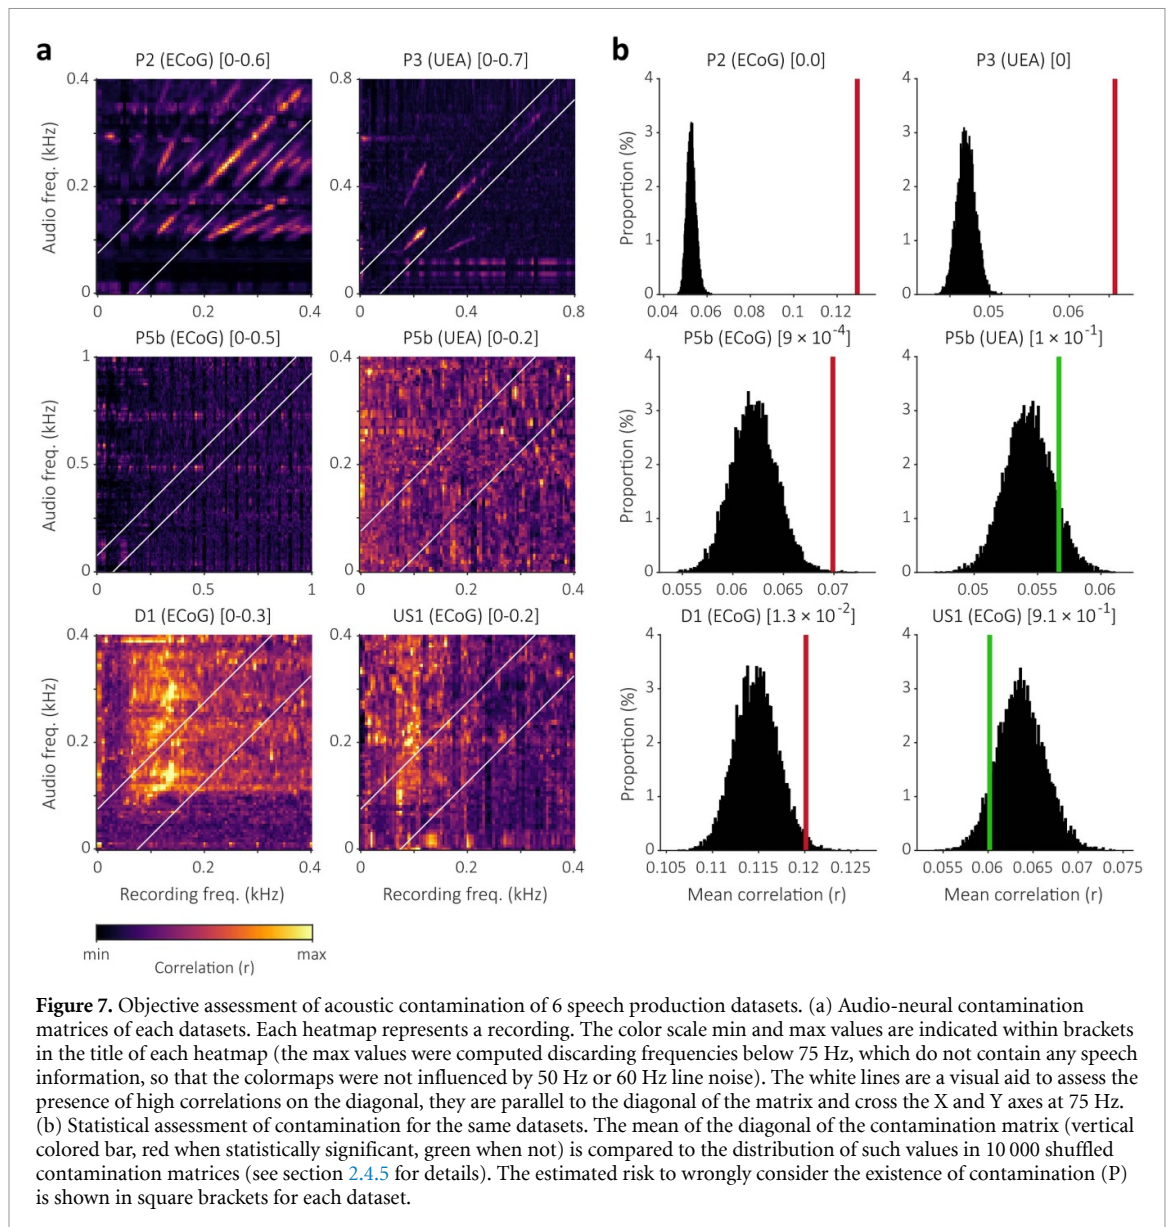 a
b
P2 (ECoG) [0-0.6]
P3 (UEA) [0-0.7]
P2 (ECoG) [0.0]
P3 (UEA) [0]
Audio freq. (kHz)
0.4
0.2
0
0
0.2
0.4
0.8
0.4
0
0
0.4
0.8
Proportion (%)
4
3
2
1
0
0.04
0.06
0.08
0.1
0.12
4
3
2
1
0
0.05
0.06
P5b (ECoG) [0-0.5]
P5b (UEA) [0-0.2]
P5b (ECoG) [9 × 10⁻⁴]
P5b (UEA) [1 × 10⁻¹]
Audio freq. (kHz)
1
0.5
0
0
0.5
1
0.4
0.2
0
0
0.2
0.4
Proportion (%)
4
3
2
1
0
0.055
0.06
0.065
0.07
4
3
2
1
0
0.05
0.055
0.06
D1 (ECoG) [0-0.3]
US1 (ECoG) [0-0.2]
D1 (ECoG) [1.3 × 10⁻²]
US1 (ECoG) [9.1 × 10⁻¹]
Audio freq. (kHz)
0.4
0.2
0
0
0.2
0.4
0.4
0.2
0
0
0.2
0.4
Proportion (%)
4
3
2
1
0
0.105
0.11
0.115
0.12
0.125
4
3
2
1
0
0.055
0.06
0.065
0.07
0.075
Recording freq. (kHz)
Recording freq. (kHz)
Mean correlation (r)
Mean correlation (r)
min
max
Correlation (r)
Figure 7. Objective assessment of acoustic contamination of 6 speech production datasets. (a) Audio-neural contamination
matrices of each datasets. Each heatmap represents a recording. The color scale min and max values are indicated within brackets
in the title of each heatmap (the max values were computed discarding frequencies below 75 Hz, which do not contain any speech
information, so that the colormaps were not influenced by 50 Hz or 60 Hz line noise). The white lines are a visual aid to assess the
presence of high correlations on the diagonal, they are parallel to the diagonal of the matrix and cross the X and Y axes at 75 Hz.
(b) Statistical assessment of contamination for the same datasets. The mean of the diagonal of the contamination matrix (vertical
colored bar, red when statistically significant, green when not) is compared to the distribution of such values in 10 000 shuffled
contamination matrices (see section 2.4.5 for details). The estimated risk to wrongly consider the existence of contamination (P)
is shown in square brackets for each dataset.